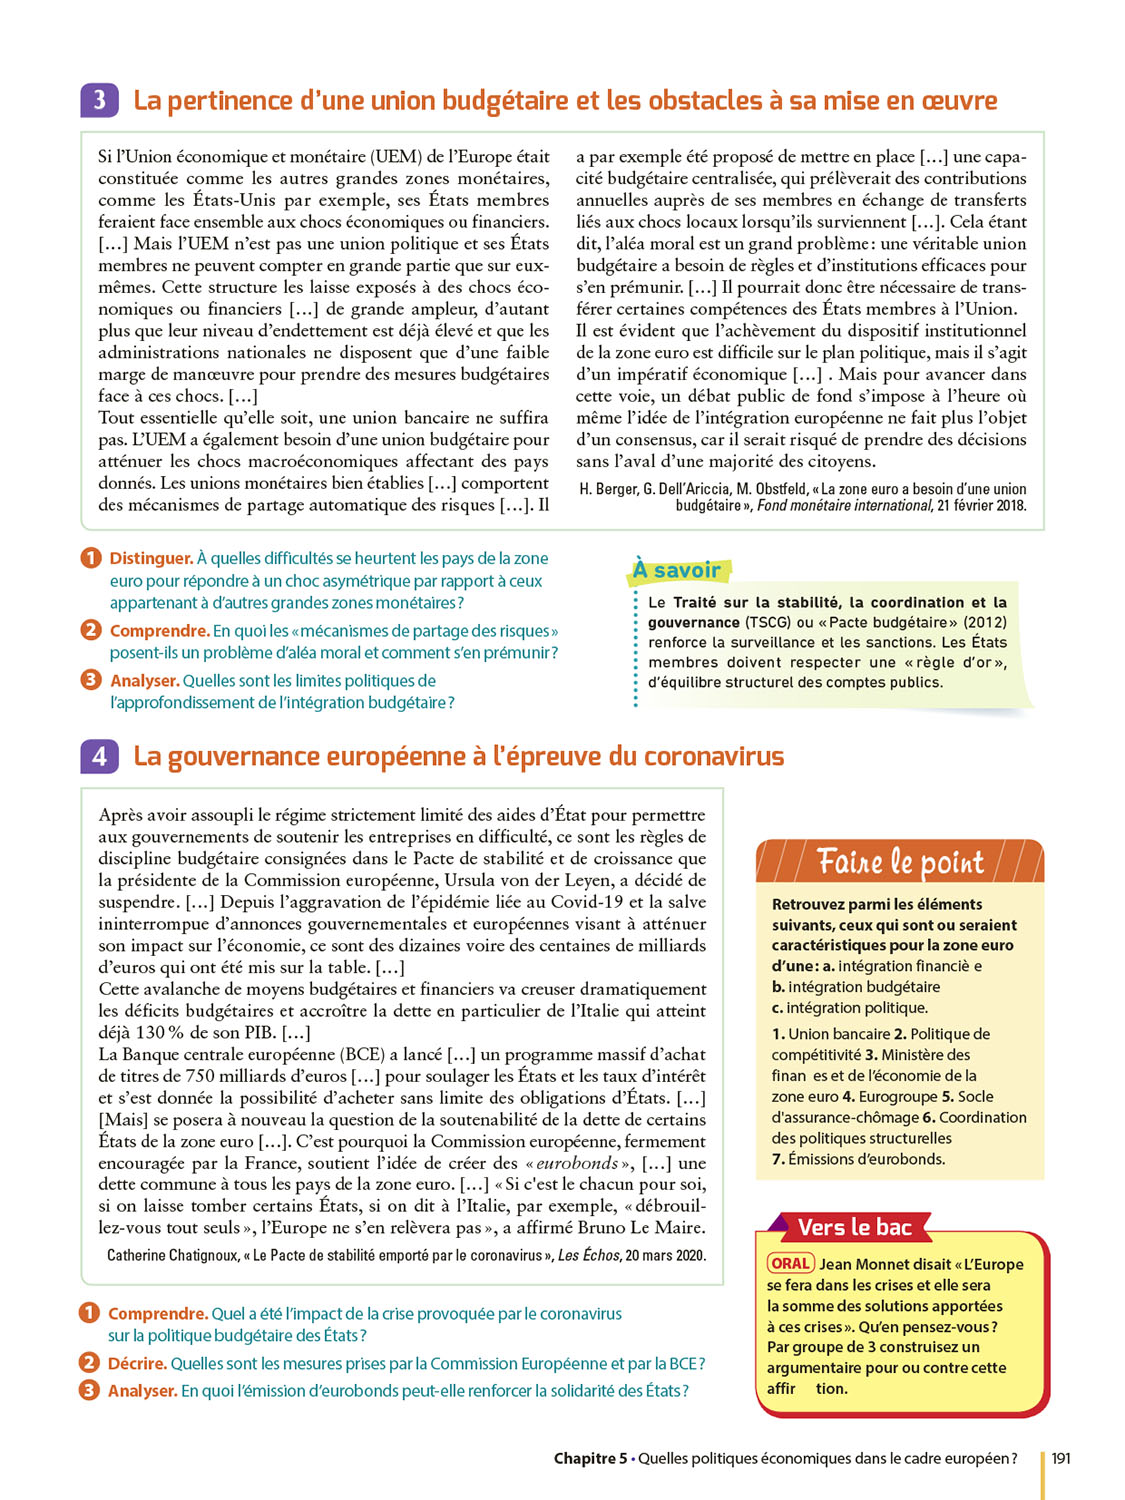 3 La pertinence d’une union budgétaire et les obstacles à sa mise en œuvre
Si l’Union économique et monétaire (UEM) de l’Europe était
constituée comme les autres grandes zones monétaires,
comme les États-Unis par exemple, ses États membres
feraient face ensemble aux chocs économiques ou financiers.
[…] Mais l’UEM n’est pas une union politique et ses États
membres ne peuvent compter en grande partie que sur eux-
mêmes. Cette structure les laisse exposés à des chocs éco-
nomiques ou financiers […] de grande ampleur, d’autant
plus que leur niveau d’endettement est déjà élevé et que les
administrations nationales ne disposent que d’une faible
marge de manœuvre pour prendre des mesures budgétaires
face à ces chocs. […]
Tout essentielle qu’elle soit, une union bancaire ne suffira
pas. L’UEM a également besoin d’une union budgétaire pour
atténuer les chocs macroéconomiques affectant des pays
donnés. Les unions monétaires bien établies […] comportent
des mécanismes de partage automatique des risques […]. Il
a par exemple été proposé de mettre en place […] une capa-
cité budgétaire centralisée, qui prélèverait des contributions
annuelles auprès de ses membres en échange de transferts
liés aux chocs locaux lorsqu’ils surviennent […]. Cela étant
dit, l’aléa moral est un grand problème : une véritable union
budgétaire a besoin de règles et d’institutions efficaces pour
s’en prémunir. […] Il pourrait donc être nécessaire de trans-
férer certaines compétences des États membres à l’Union.
Il est évident que l’achèvement du dispositif institutionnel
de la zone euro est difficile sur le plan politique, mais il s’agit
d’un impératif économique […] . Mais pour avancer dans
cette voie, un débat public de fond s’impose à l’heure où
même l’idée de l’intégration européenne ne fait plus l’objet
d’un consensus, car il serait risqué de prendre des décisions
sans l’aval d’une majorité des citoyens.
H. Berger, G. Dell’Ariccia, M. Obstfeld, « La zone euro a besoin d’une union
budgétaire », Fond monétaire international, 21 février 2018.
1 Distinguer. À quelles difficultés se heurtent les pays de la zone
euro pour répondre à un choc asymétrique par rapport à ceux
appartenant à d’autres grandes zones monétaires ?
2 Comprendre. En quoi les « mécanismes de partage des risques »
posent-ils un problème d’aléa moral et comment s’en prémunir ?
3 Analyser. Quelles sont les limites politiques de
l’approfondissement de l’intégration budgétaire ?
À savoir
Le Traité sur la stabilité, la coordination et la
gouvernance (TSCG) ou « Pacte budgétaire » (2012)
renforce la surveillance et les sanctions. Les États
membres doivent respecter une « règle d’or »,
d’équilibre structurel des comptes publics.
4 La gouvernance européenne à l’épreuve du coronavirus
Après avoir assoupli le régime strictement limité des aides d’État pour permettre
aux gouvernements de soutenir les entreprises en difficulté, ce sont les règles de
discipline budgétaire consignées dans le Pacte de stabilité et de croissance que
la présidente de la Commission européenne, Ursula von der Leyen, a décidé de
suspendre. […] Depuis l’aggravation de l’épidémie liée au Covid-19 et la salve
ininterrompue d’annonces gouvernementales et européennes visant à atténuer
son impact sur l’économie, ce sont des dizaines voire des centaines de milliards
d’euros qui ont été mis sur la table. […]
Cette avalanche de moyens budgétaires et financiers va creuser dramatiquement
les déficits budgétaires et accroître la dette en particulier de l’Italie qui atteint
déjà 130 % de son PIB. […]
La Banque centrale européenne (BCE) a lancé […] un programme massif d’achat
de titres de 750 milliards d’euros […] pour soulager les États et les taux d’intérêt
et s’est donnée la possibilité d’acheter sans limite des obligations d’États. […]
[Mais] se posera à nouveau la question de la soutenabilité de la dette de certains
États de la zone euro […]. C’est pourquoi la Commission européenne, fermement
encouragée par la France, soutient l’idée de créer des « eurobonds », […] une
dette commune à tous les pays de la zone euro. […] « Si c'est le chacun pour soi,
si on laisse tomber certains États, si on dit à l’Italie, par exemple, « débrouil-
lez-vous tout seuls », l’Europe ne s’en relèvera pas », a affirmé Bruno Le Maire.
Catherine Chatignoux, « Le Pacte de stabilité emporté par le coronavirus », Les Échos, 20 mars 2020.
1 Comprendre. Quel a été l’impact de la crise provoquée par le coronavirus
sur la politique budgétaire des États ?
2 Décrire. Quelles sont les mesures prises par la Commission Européenne et par la BCE ?
3 Analyser. En quoi l’émission d’eurobonds peut-elle renforcer la solidarité des États ?
Faire le point
Retrouvez parmi les éléments
suivants, ceux qui sont ou seraient
caractéristiques pour la zone euro
d’une : a. intégration financiè e
b. intégration budgétaire
c. intégration politique.
1. Union bancaire 2. Politique de
compétitivité 3. Ministère des
finan es et de l’économie de la
zone euro 4. Eurogroupe 5. Socle
d'assurance-chômage 6. Coordination
des politiques structurelles
7. Émissions d’eurobonds.
Vers le bac
ORAL Jean Monnet disait « L’Europe
se fera dans les crises et elle sera
la somme des solutions apportées
à ces crises ». Qu’en pensez-vous ?
Par groupe de 3 construisez un
argumentaire pour ou contre cette
affir tion.
Chapitre 5 • Quelles politiques économiques dans le cadre européen ? 191